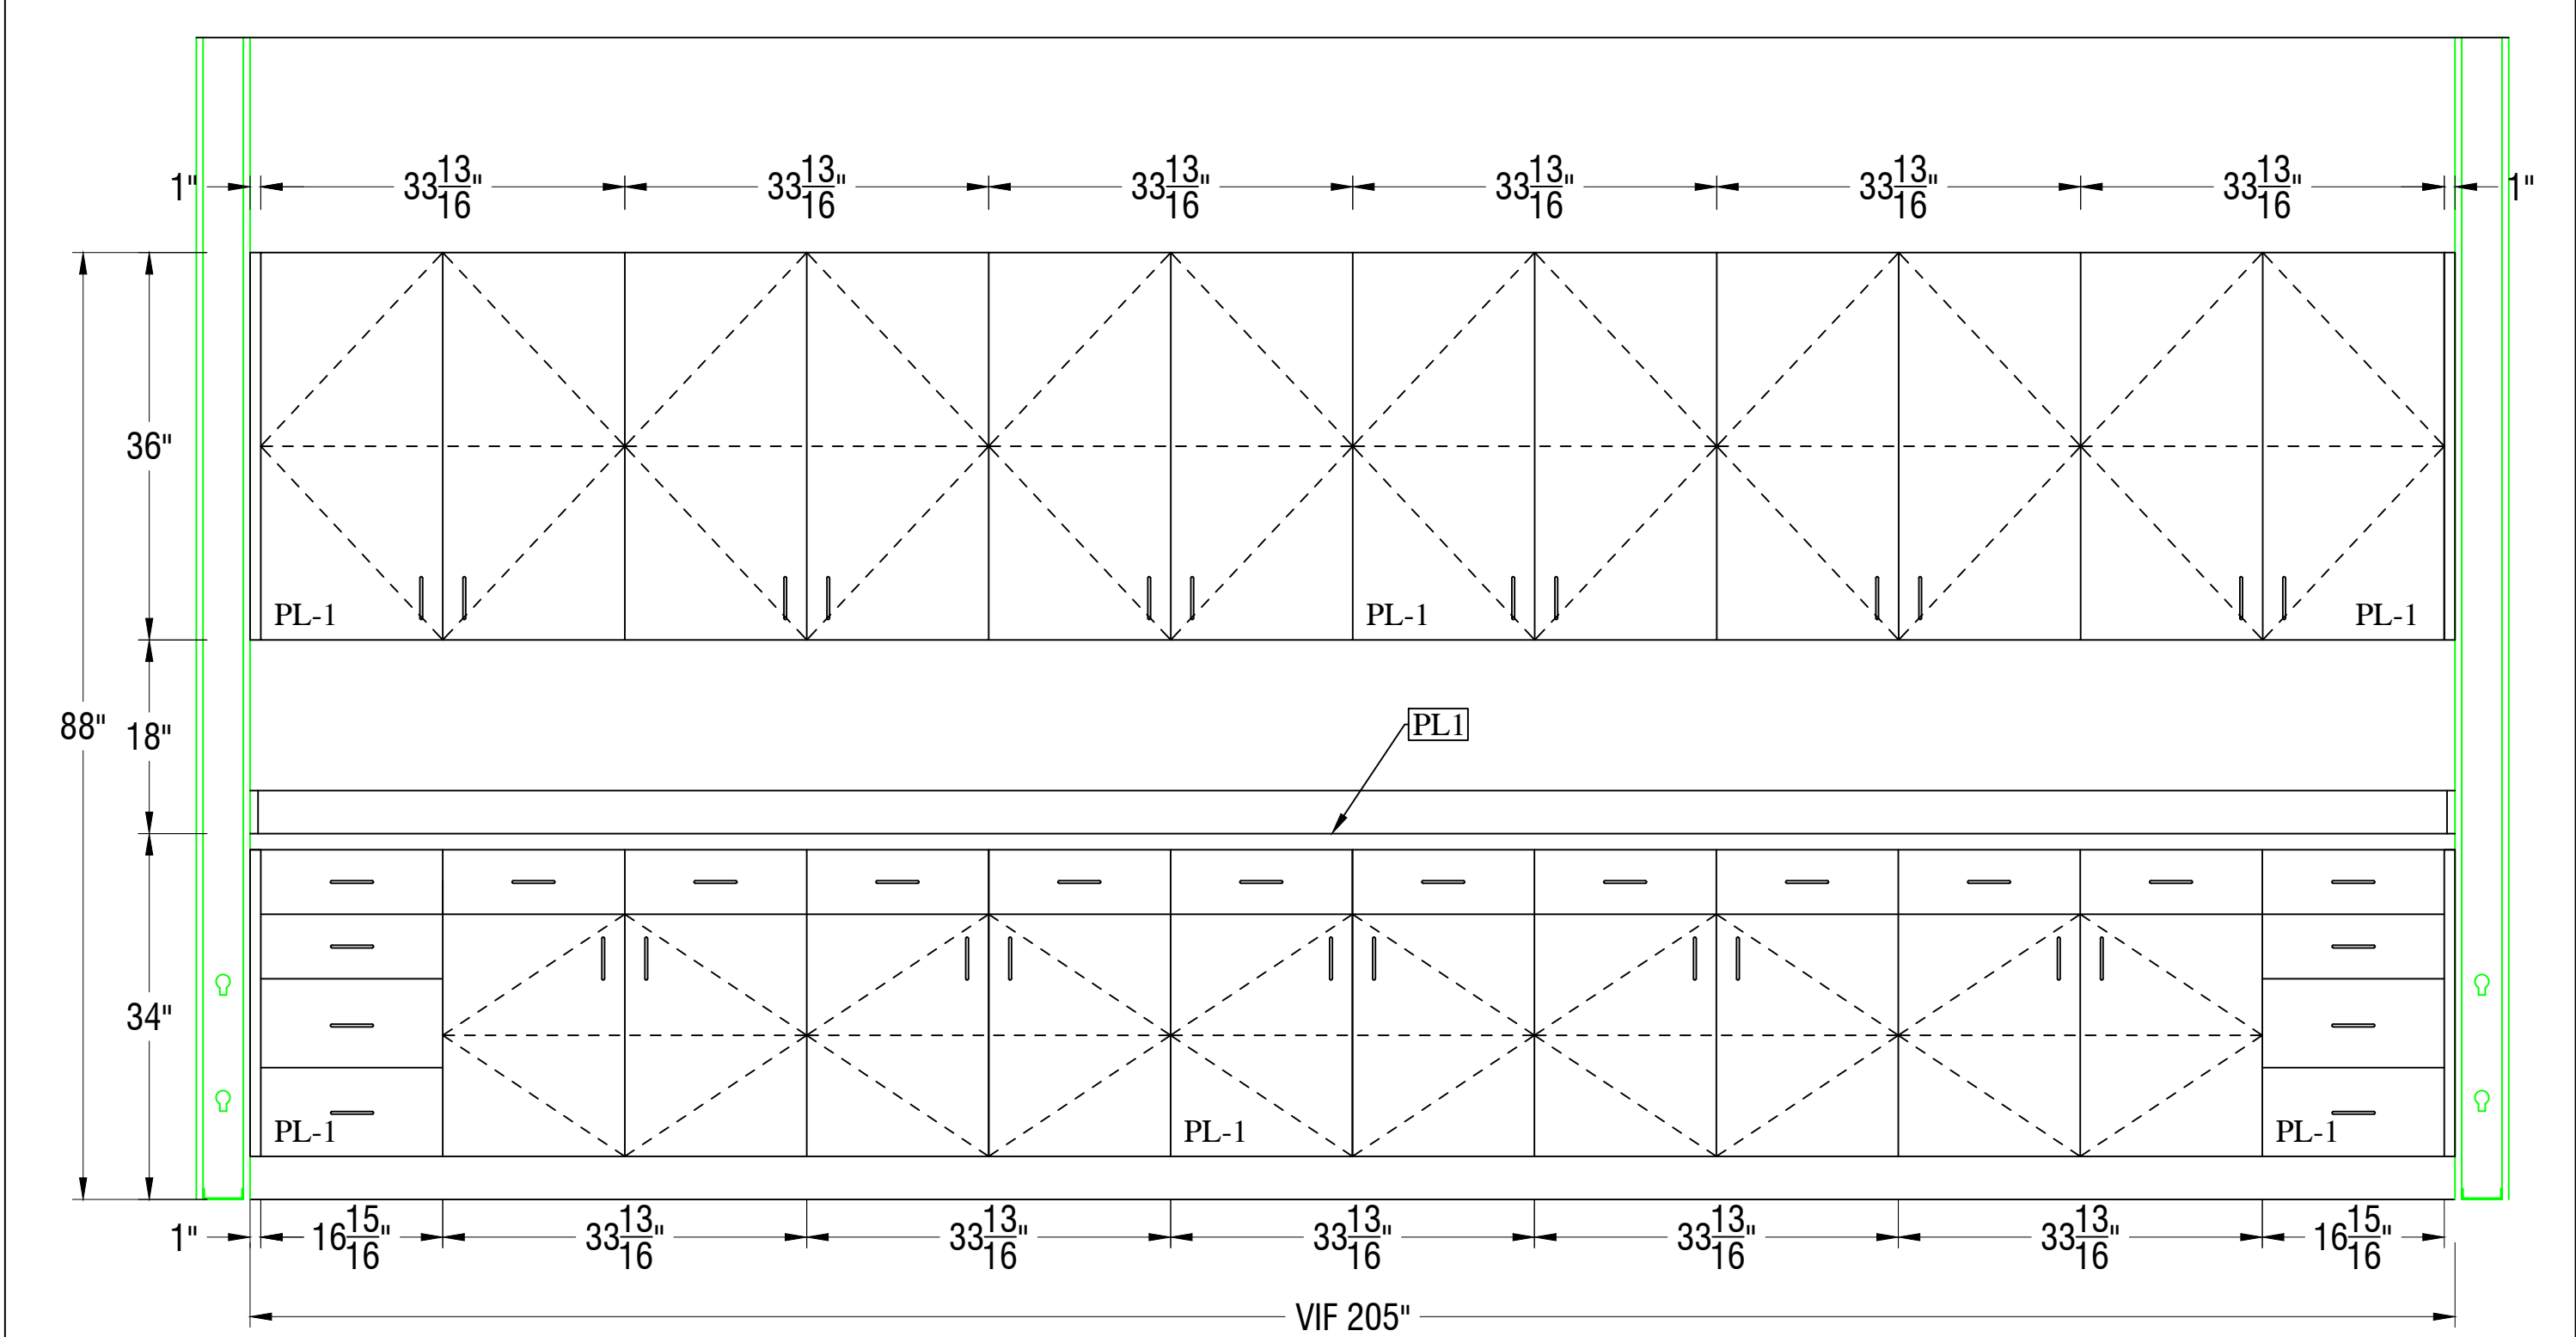 1" 33 13/16" 33 13/16" 33 13/16" 33 13/16" 33 13/16" 33 13/16" 1"
36"
PL-1 PL-1 PL-1
88" 18" PL1
34"
PL-1 PL-1 PL-1
1" 16 15/16" 33 13/16" 33 13/16" 33 13/16" 33 13/16" 33 13/16" 16 15/16"
VIF 205"